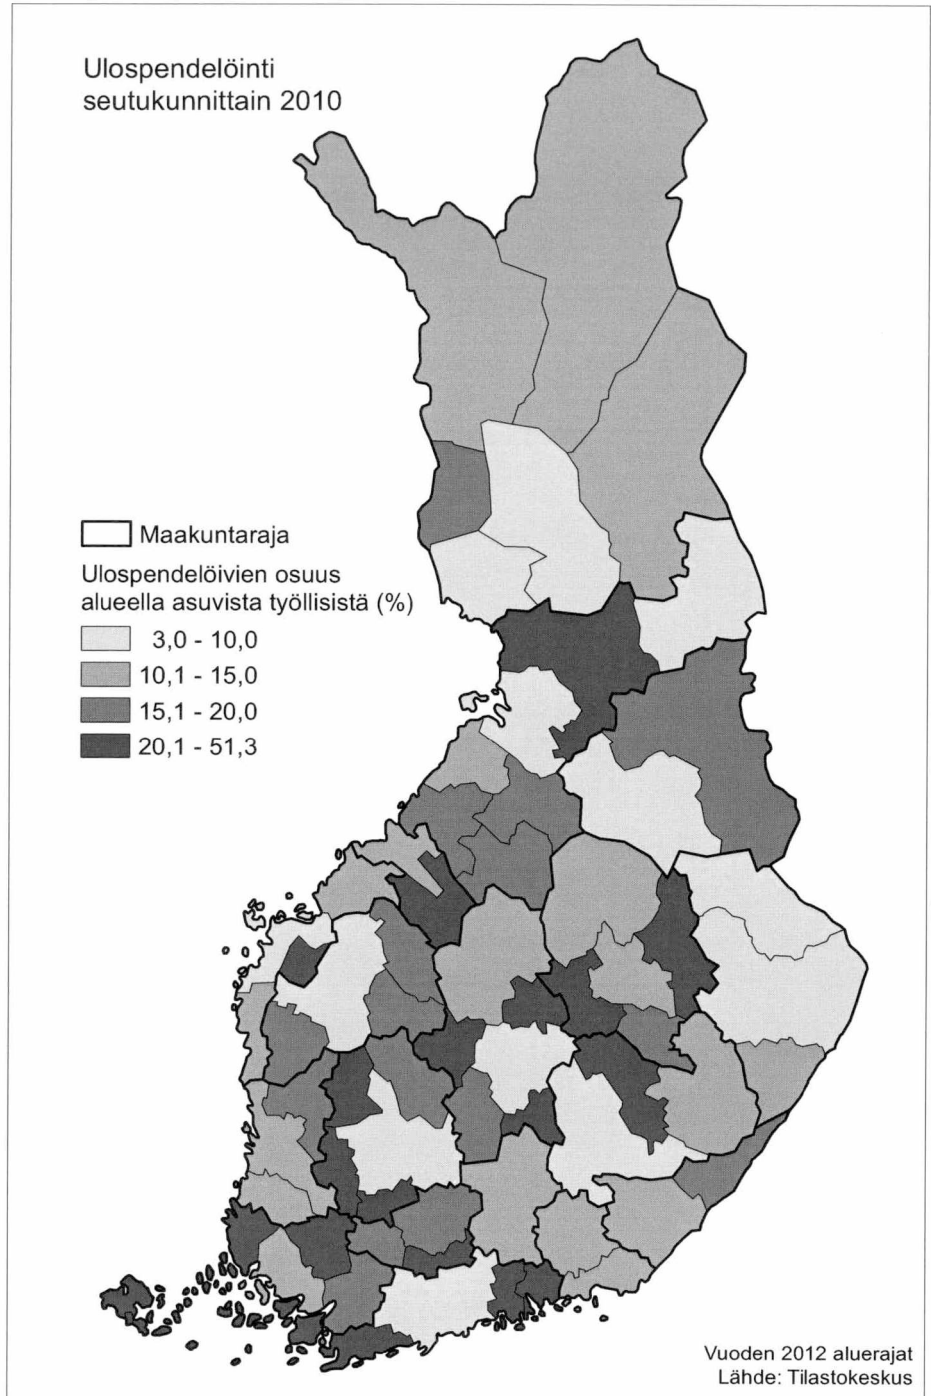 Ulospendelöinti
seutukunnittain 2010
Maakuntaraja
Ulospendelöivien osuus
alueella asuvista työllisistä (%)
3,0 - 10,0
10,1 - 15,0
15,1 - 20,0
20,1 - 51,3
Vuoden 2012 aluerajat
Lähde: Tilastokeskus